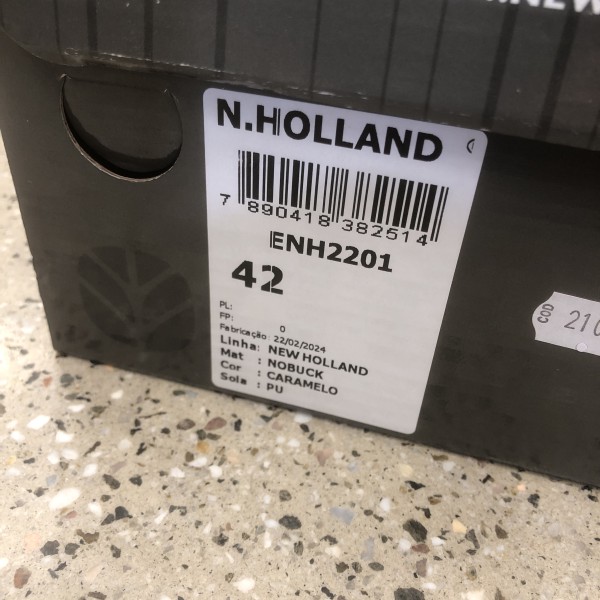 N.HOLLAND
7 890418 382514
ENH2201
42
PL:
FP: 0
Fabricação: 22/02/2024
Linha: NEW HOLLAND
Mat : NOBUCK
Cor : CARAMELO
Sola : PU
COD 210